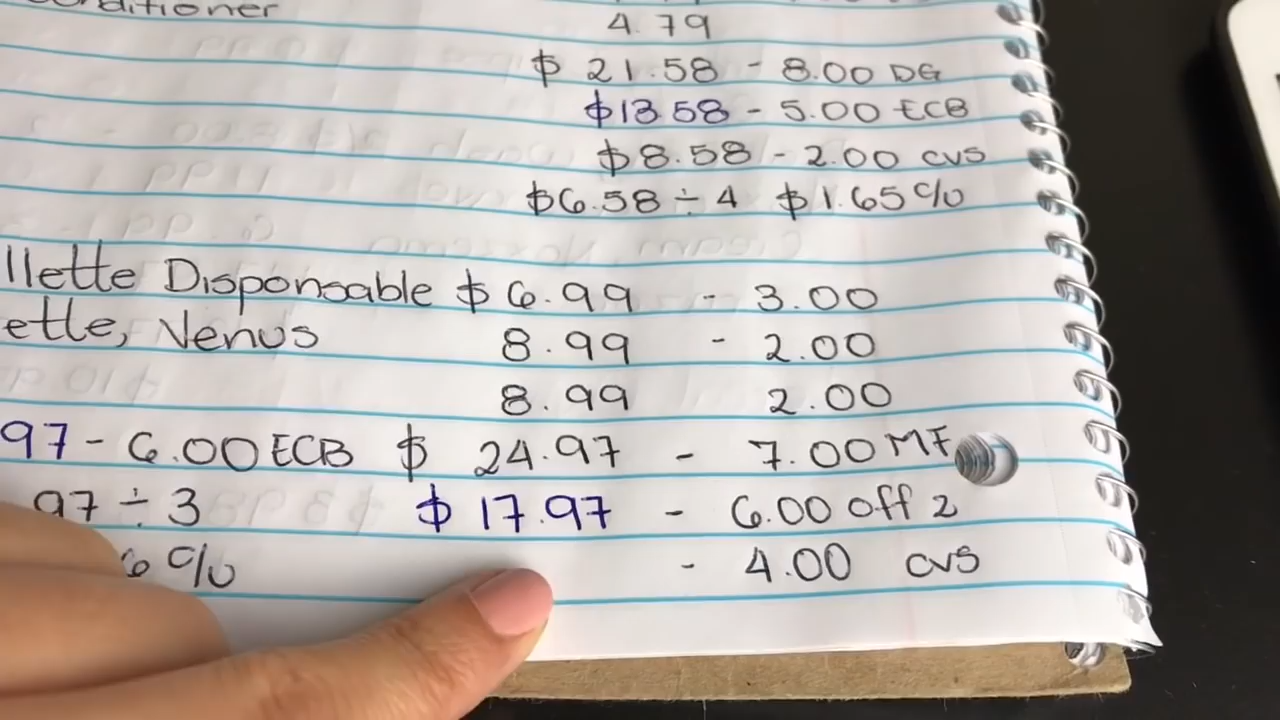 onditioner
4.79
$ 21.58 - 8.00 DG
$13.58 - 5.00 ECB
$8.58 - 2.00 CVS
$6.58 ÷ 4 $1.65 c/o
llette Disponsable $ 6.99 - 3.00
ette, Venus 8.99 - 2.00
8.99 2.00
97 - 6.00 ECB $ 24.97 - 7.00 MF
97 ÷ 3 $ 17.97 - 6.00 off 2
6 c/o - 4.00 CVS